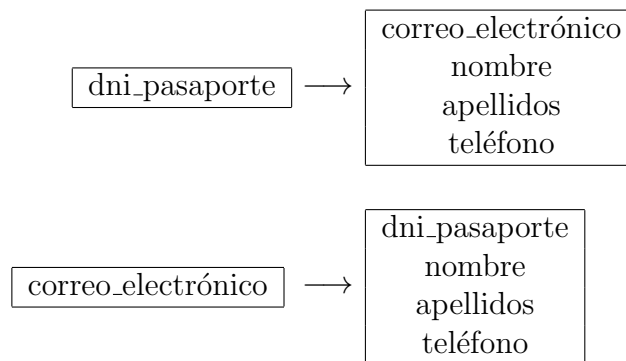 dni_pasaporte → correo_electrónico
nombre
apellidos
teléfono
correo_electrónico → dni_pasaporte
nombre
apellidos
teléfono